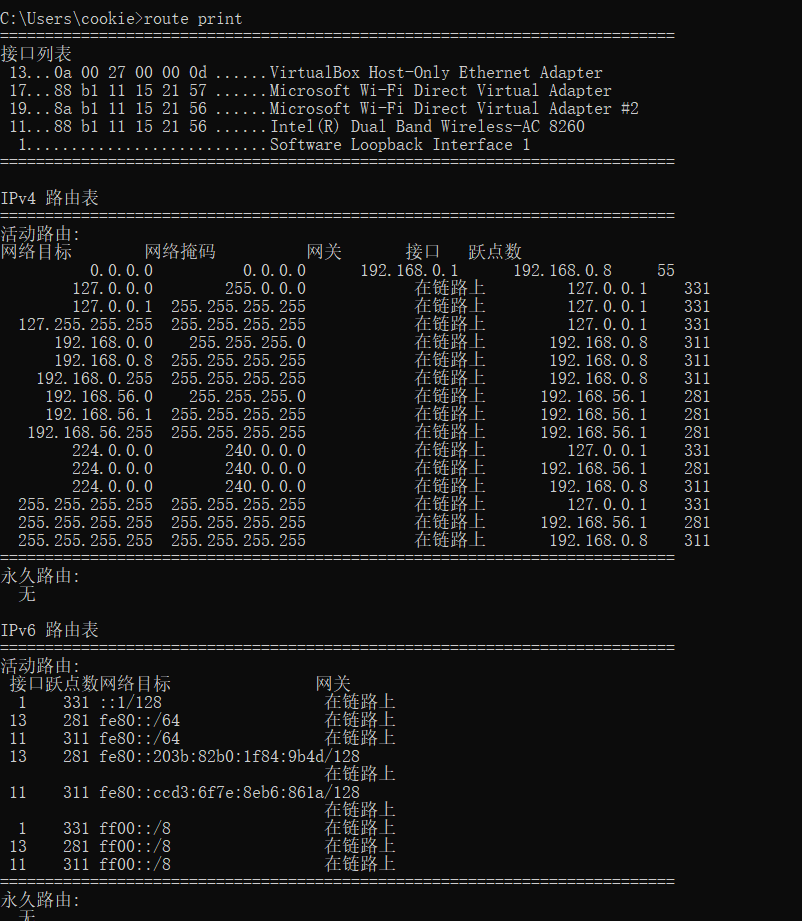 C:\Users\cookie>route print
===========================================================================
接口列表
 13...0a 00 27 00 00 0d ......VirtualBox Host-Only Ethernet Adapter
 17...88 b1 11 15 21 57 ......Microsoft Wi-Fi Direct Virtual Adapter
 19...8a b1 11 15 21 56 ......Microsoft Wi-Fi Direct Virtual Adapter #2
 11...88 b1 11 15 21 56 ......Intel(R) Dual Band Wireless-AC 8260
  1...........................Software Loopback Interface 1
===========================================================================
IPv4 路由表
===========================================================================
活动路由:
网络目标        网络掩码          网关       接口   跃点数
          0.0.0.0          0.0.0.0      192.168.0.1      192.168.0.8     55
        127.0.0.0        255.0.0.0            在链路上         127.0.0.1    331
        127.0.0.1  255.255.255.255            在链路上         127.0.0.1    331
  127.255.255.255  255.255.255.255            在链路上         127.0.0.1    331
      192.168.0.0    255.255.255.0            在链路上       192.168.0.8    311
      192.168.0.8  255.255.255.255            在链路上       192.168.0.8    311
    192.168.0.255  255.255.255.255            在链路上       192.168.0.8    311
     192.168.56.0    255.255.255.0            在链路上      192.168.56.1    281
     192.168.56.1  255.255.255.255            在链路上      192.168.56.1    281
   192.168.56.255  255.255.255.255            在链路上      192.168.56.1    281
        224.0.0.0        240.0.0.0            在链路上         127.0.0.1    331
        224.0.0.0        240.0.0.0            在链路上      192.168.56.1    281
        224.0.0.0        240.0.0.0            在链路上       192.168.0.8    311
  255.255.255.255  255.255.255.255            在链路上         127.0.0.1    331
  255.255.255.255  255.255.255.255            在链路上      192.168.56.1    281
  255.255.255.255  255.255.255.255            在链路上       192.168.0.8    311
===========================================================================
永久路由:
  无
IPv6 路由表
===========================================================================
活动路由:
 接口跃点数网络目标                网关
  1    331 ::1/128                  在链路上
 13    281 fe80::/64                在链路上
 11    311 fe80::/64                在链路上
 13    281 fe80::203b:82b0:1f84:9b4d/128
                                    在链路上
 11    311 fe80::ccd3:6f7e:8eb6:861a/128
                                    在链路上
  1    331 ff00::/8                 在链路上
 13    281 ff00::/8                 在链路上
 11    311 ff00::/8                 在链路上
===========================================================================
永久路由:
  无